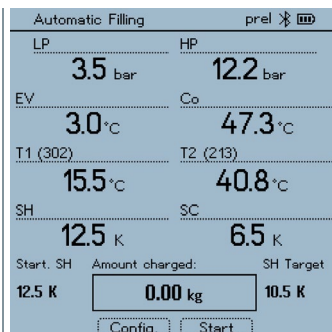 Automatic Filling prel
LP HP
3.5 bar 12.2 bar
EV Co
3.0°C 47.3°C
T1 (302) T2 (213)
15.5°C 40.8°C
SH SC
12.5 K 6.5 K
Start. SH Amount charged: SH Target
12.5 K 0.00 kg 10.5 K
Config. Start